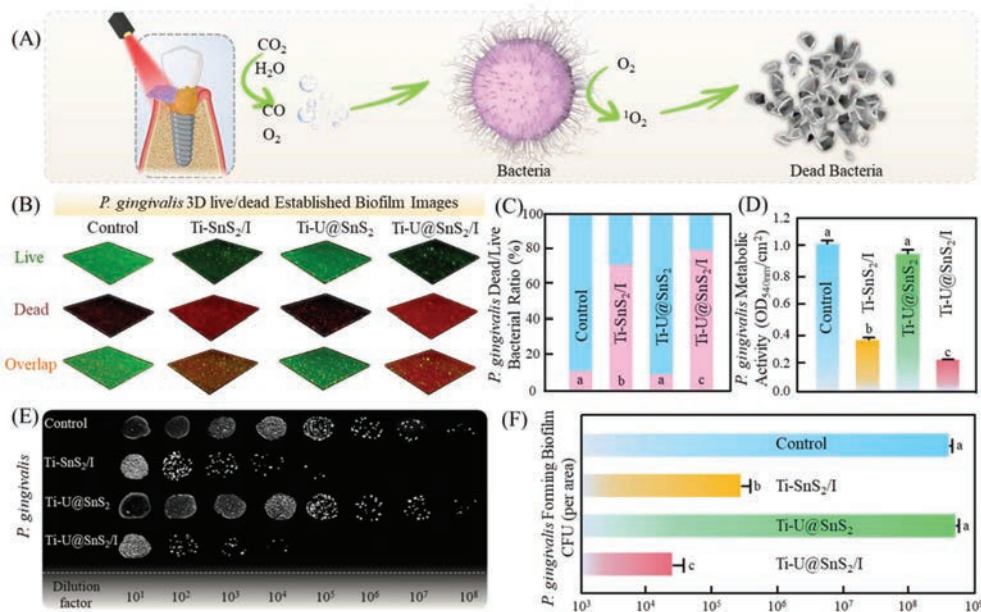 (A)
CO₂
H₂O
CO
O₂
O₂
¹O₂
Bacteria
Dead Bacteria
(B)
P. gingivalis 3D live/dead Established Biofilm Images
Control
Ti-SnS₂/I
Ti-U@SnS₂
Ti-U@SnS₂/I
Live
Dead
Overlap
(C)
P. gingivalis Dead/Live
Bacterial Ratio (%)
100
80
60
40
20
0
Control
Ti-SnS₂/I
Ti-U@SnS₂
Ti-U@SnS₂/I
a
b
a
c
(D)
P. gingivalis Metabolic
Activity (OD₅₄₀ₙₘ/cm²)
1.2
1.0
0.8
0.6
0.4
0.2
0.0
a
Control
Ti-SnS₂/I
b
a
Ti-U@SnS₂
Ti-U@SnS₂/I
c
(E)
P. gingivalis
Control
Ti-SnS₂/I
Ti-U@SnS₂
Ti-U@SnS₂/I
Dilution
factor
10¹ 10² 10³ 10⁴ 10⁵ 10⁶ 10⁷ 10⁸
(F)
P. gingivalis Forming Biofilm
CFU (per area)
Control
a
Ti-SnS₂/I
b
Ti-U@SnS₂
a
Ti-U@SnS₂/I
c
10³ 10⁴ 10⁵ 10⁶ 10⁷ 10⁸ 10⁹